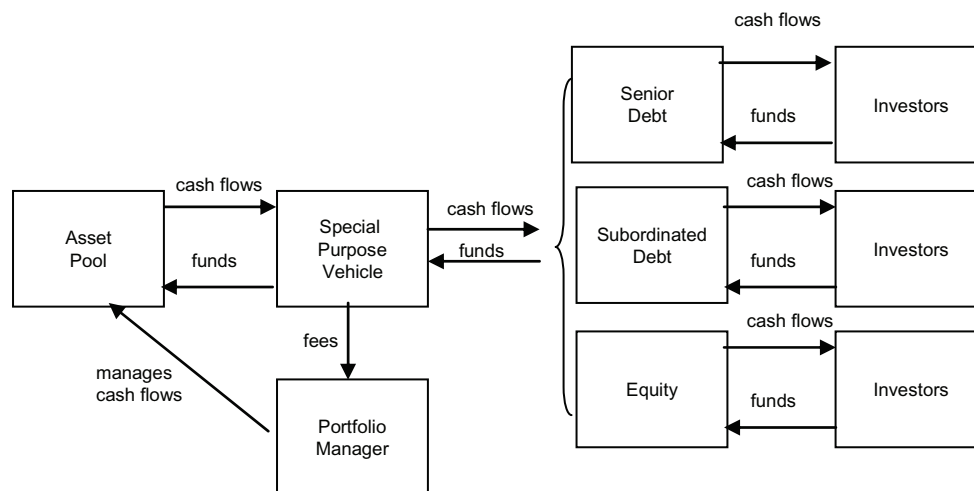 cash flows
Senior
Debt
funds
Investors
cash flows
Asset
Pool
funds
Special
Purpose
Vehicle
cash flows
funds
cash flows
Subordinated
Debt
funds
Investors
fees
manages
cash flows
Portfolio
Manager
cash flows
Equity
funds
Investors